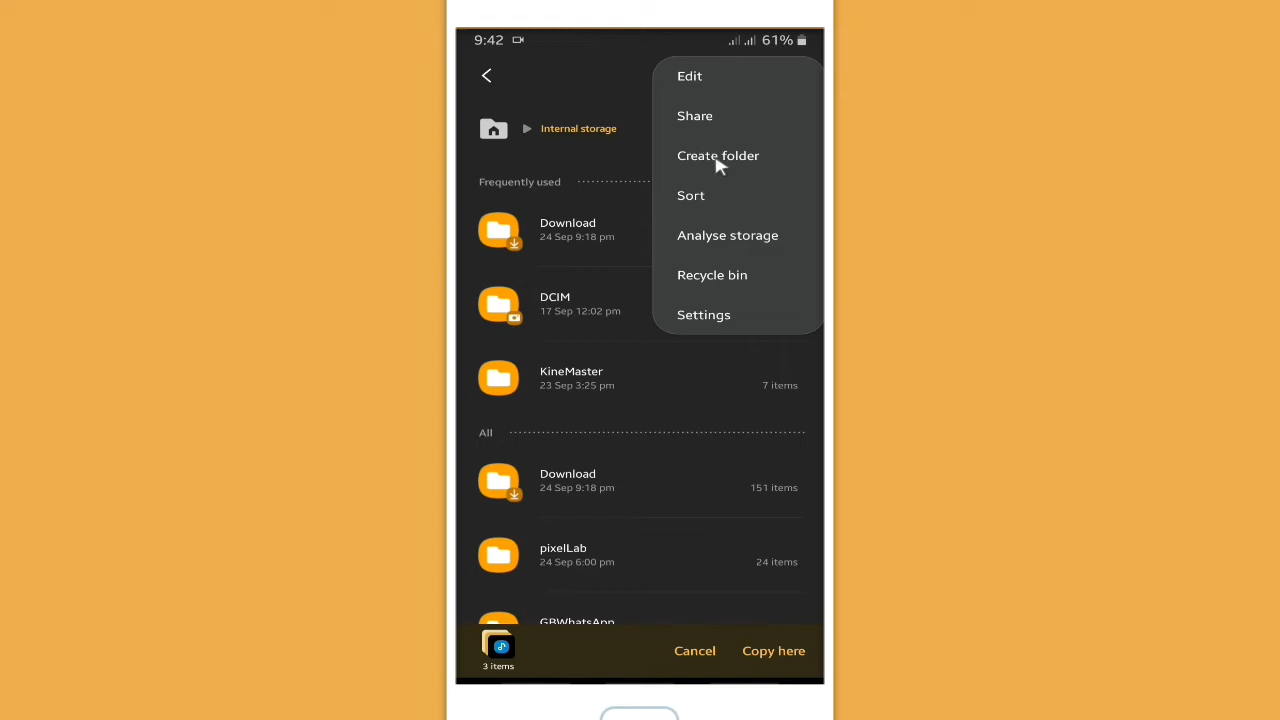 9:42 61%
Edit
Share
Create folder
Sort
Analyse storage
Recycle bin
Settings
Internal storage
Frequently used
Download
24 Sep 9:18 pm
DCIM
17 Sep 12:02 pm
KineMaster
23 Sep 3:25 pm 7 items
All
Download
24 Sep 9:18 pm 151 items
pixelLab
24 Sep 6:00 pm 24 items
GBWhatsApp
3 items Cancel Copy here